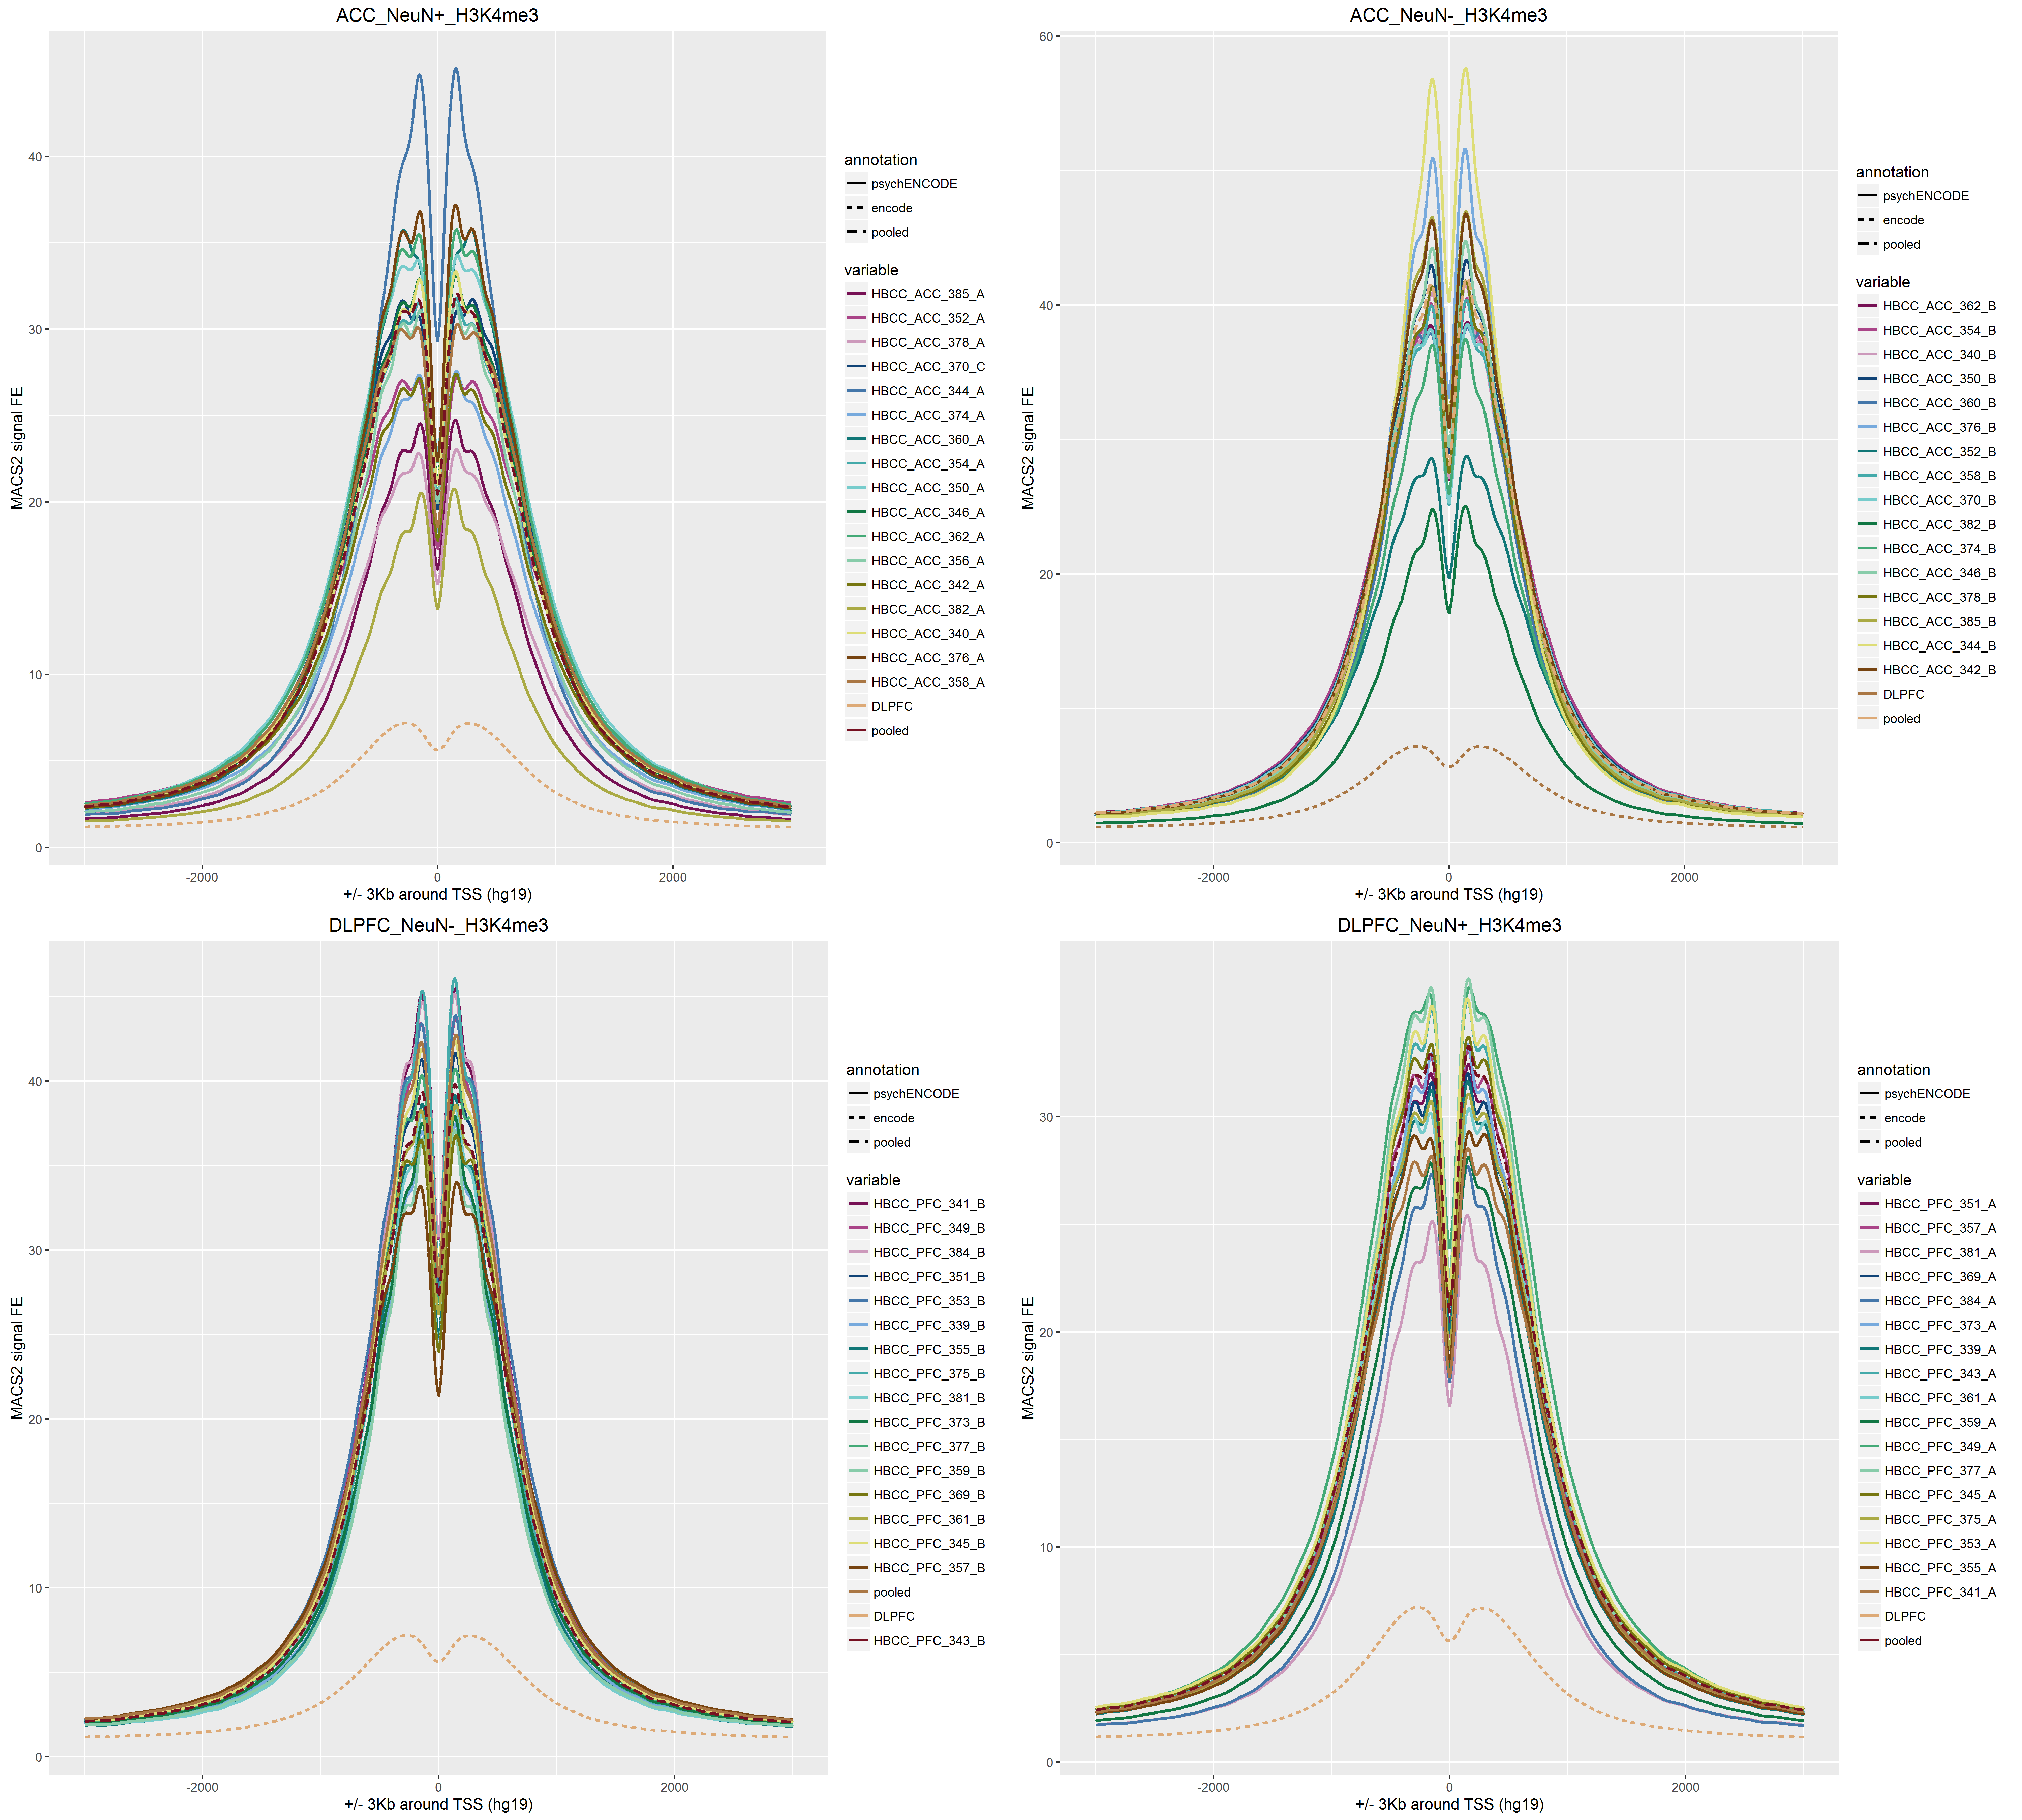 ACC_NeuN+_H3K4me3
MACS2 signal FE
40
30
20
10
0
-2000
0
2000
+/- 3Kb around TSS (hg19)
annotation
psychENCODE
encode
pooled
variable
HBCC_ACC_385_A
HBCC_ACC_352_A
HBCC_ACC_378_A
HBCC_ACC_370_C
HBCC_ACC_344_A
HBCC_ACC_374_A
HBCC_ACC_360_A
HBCC_ACC_354_A
HBCC_ACC_350_A
HBCC_ACC_346_A
HBCC_ACC_362_A
HBCC_ACC_356_A
HBCC_ACC_342_A
HBCC_ACC_382_A
HBCC_ACC_340_A
HBCC_ACC_376_A
HBCC_ACC_358_A
DLPFC
pooled
ACC_NeuN-_H3K4me3
MACS2 signal FE
60
40
20
0
-2000
0
2000
+/- 3Kb around TSS (hg19)
annotation
psychENCODE
encode
pooled
variable
HBCC_ACC_362_B
HBCC_ACC_354_B
HBCC_ACC_340_B
HBCC_ACC_350_B
HBCC_ACC_360_B
HBCC_ACC_376_B
HBCC_ACC_352_B
HBCC_ACC_358_B
HBCC_ACC_370_B
HBCC_ACC_382_B
HBCC_ACC_374_B
HBCC_ACC_346_B
HBCC_ACC_378_B
HBCC_ACC_385_B
HBCC_ACC_344_B
HBCC_ACC_342_B
DLPFC
pooled
DLPFC_NeuN-_H3K4me3
MACS2 signal FE
40
30
20
10
0
-2000
0
2000
+/- 3Kb around TSS (hg19)
annotation
psychENCODE
encode
pooled
variable
HBCC_PFC_341_B
HBCC_PFC_349_B
HBCC_PFC_384_B
HBCC_PFC_351_B
HBCC_PFC_353_B
HBCC_PFC_339_B
HBCC_PFC_355_B
HBCC_PFC_375_B
HBCC_PFC_381_B
HBCC_PFC_373_B
HBCC_PFC_377_B
HBCC_PFC_359_B
HBCC_PFC_369_B
HBCC_PFC_361_B
HBCC_PFC_345_B
HBCC_PFC_357_B
pooled
DLPFC
HBCC_PFC_343_B
DLPFC_NeuN+_H3K4me3
MACS2 signal FE
30
20
10
0
-2000
0
2000
+/- 3Kb around TSS (hg19)
annotation
psychENCODE
encode
pooled
variable
HBCC_PFC_351_A
HBCC_PFC_357_A
HBCC_PFC_381_A
HBCC_PFC_369_A
HBCC_PFC_384_A
HBCC_PFC_373_A
HBCC_PFC_339_A
HBCC_PFC_343_A
HBCC_PFC_361_A
HBCC_PFC_359_A
HBCC_PFC_349_A
HBCC_PFC_377_A
HBCC_PFC_345_A
HBCC_PFC_375_A
HBCC_PFC_353_A
HBCC_PFC_355_A
HBCC_PFC_341_A
DLPFC
pooled